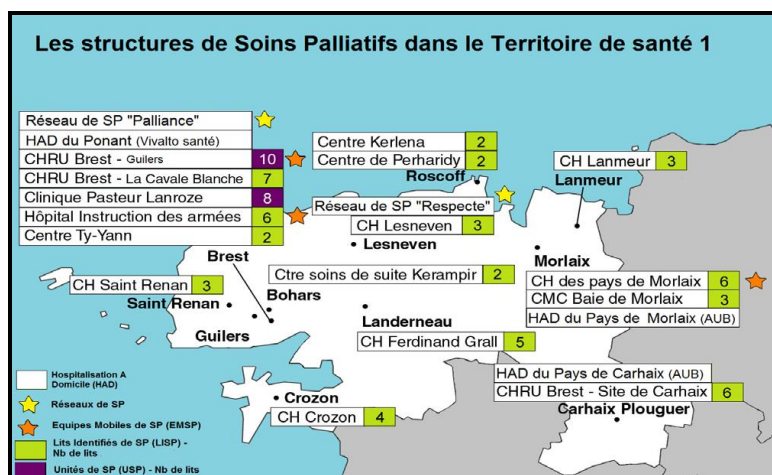 Les structures de Soins Palliatifs dans le Territoire de santé 1
Réseau de SP "Palliance"
HAD du Ponant (Vivalto santé)
CHRU Brest - Guilers 10
CHRU Brest - La Cavale Blanche 7
Clinique Pasteur Lanroze 8
Hôpital Instruction des armées 6
Centre Ty-Yann 2
Brest
Centre Kerlena 2
Centre de Perharidy 2
Roscoff
CH Lanmeur 3
Lanmeur
Réseau de SP "Respecte"
CH Lesneven 3
Lesneven
Morlaix
CH des pays de Morlaix 6
CMC Baie de Morlaix 3
HAD du Pays de Morlaix (AUB)
CH Saint Renan 3
Saint Renan
Bohars
Guilers
Ctre soins de suite Kerampir 2
Landerneau
CH Ferdinand Grall 5
HAD du Pays de Carhaix (AUB)
CHRU Brest - Site de Carhaix 6
Carhaix Plouguer
Crozon
CH Crozon 4
Hospitalisation A
Domicile (HAD)
Réseaux de SP
Equipes Mobiles de SP (EMSP)
Lits Identifiés de SP (LISP) -
Nb de lits
Unités de SP (USP) - Nb de lits